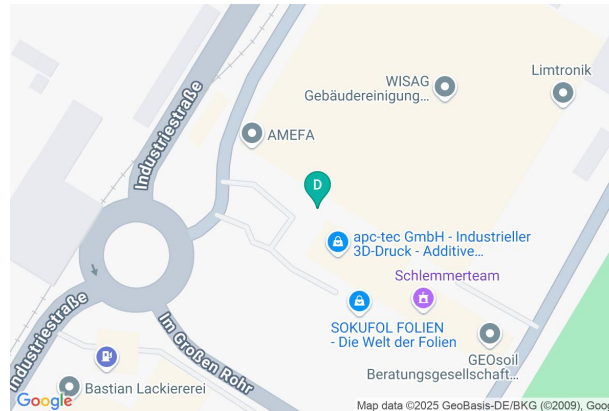 WISAG
Gebäudereinigung...
Limtronik
Industriestraße
AMEFA
D
apc-tec GmbH - Industrieller
3D-Druck - Additive...
Schlemmerteam
SOKUFOL FOLIEN
- Die Welt der Folien
GEOsoil
Beratungsgesellschaft...
Industriestraße
Im Großen Rohr
Bastian Lackiererei
Google
Map data ©2025 GeoBasis-DE/BKG (©2009), Goog